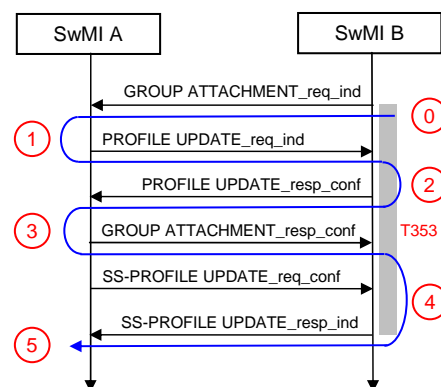 SwMI A
SwMI B
GROUP ATTACHMENT_req_ind
0
1
PROFILE UPDATE_req_ind
PROFILE UPDATE_resp_conf
2
3
GROUP ATTACHMENT_resp_conf
T353
SS-PROFILE UPDATE_req_conf
4
SS-PROFILE UPDATE_resp_ind
5